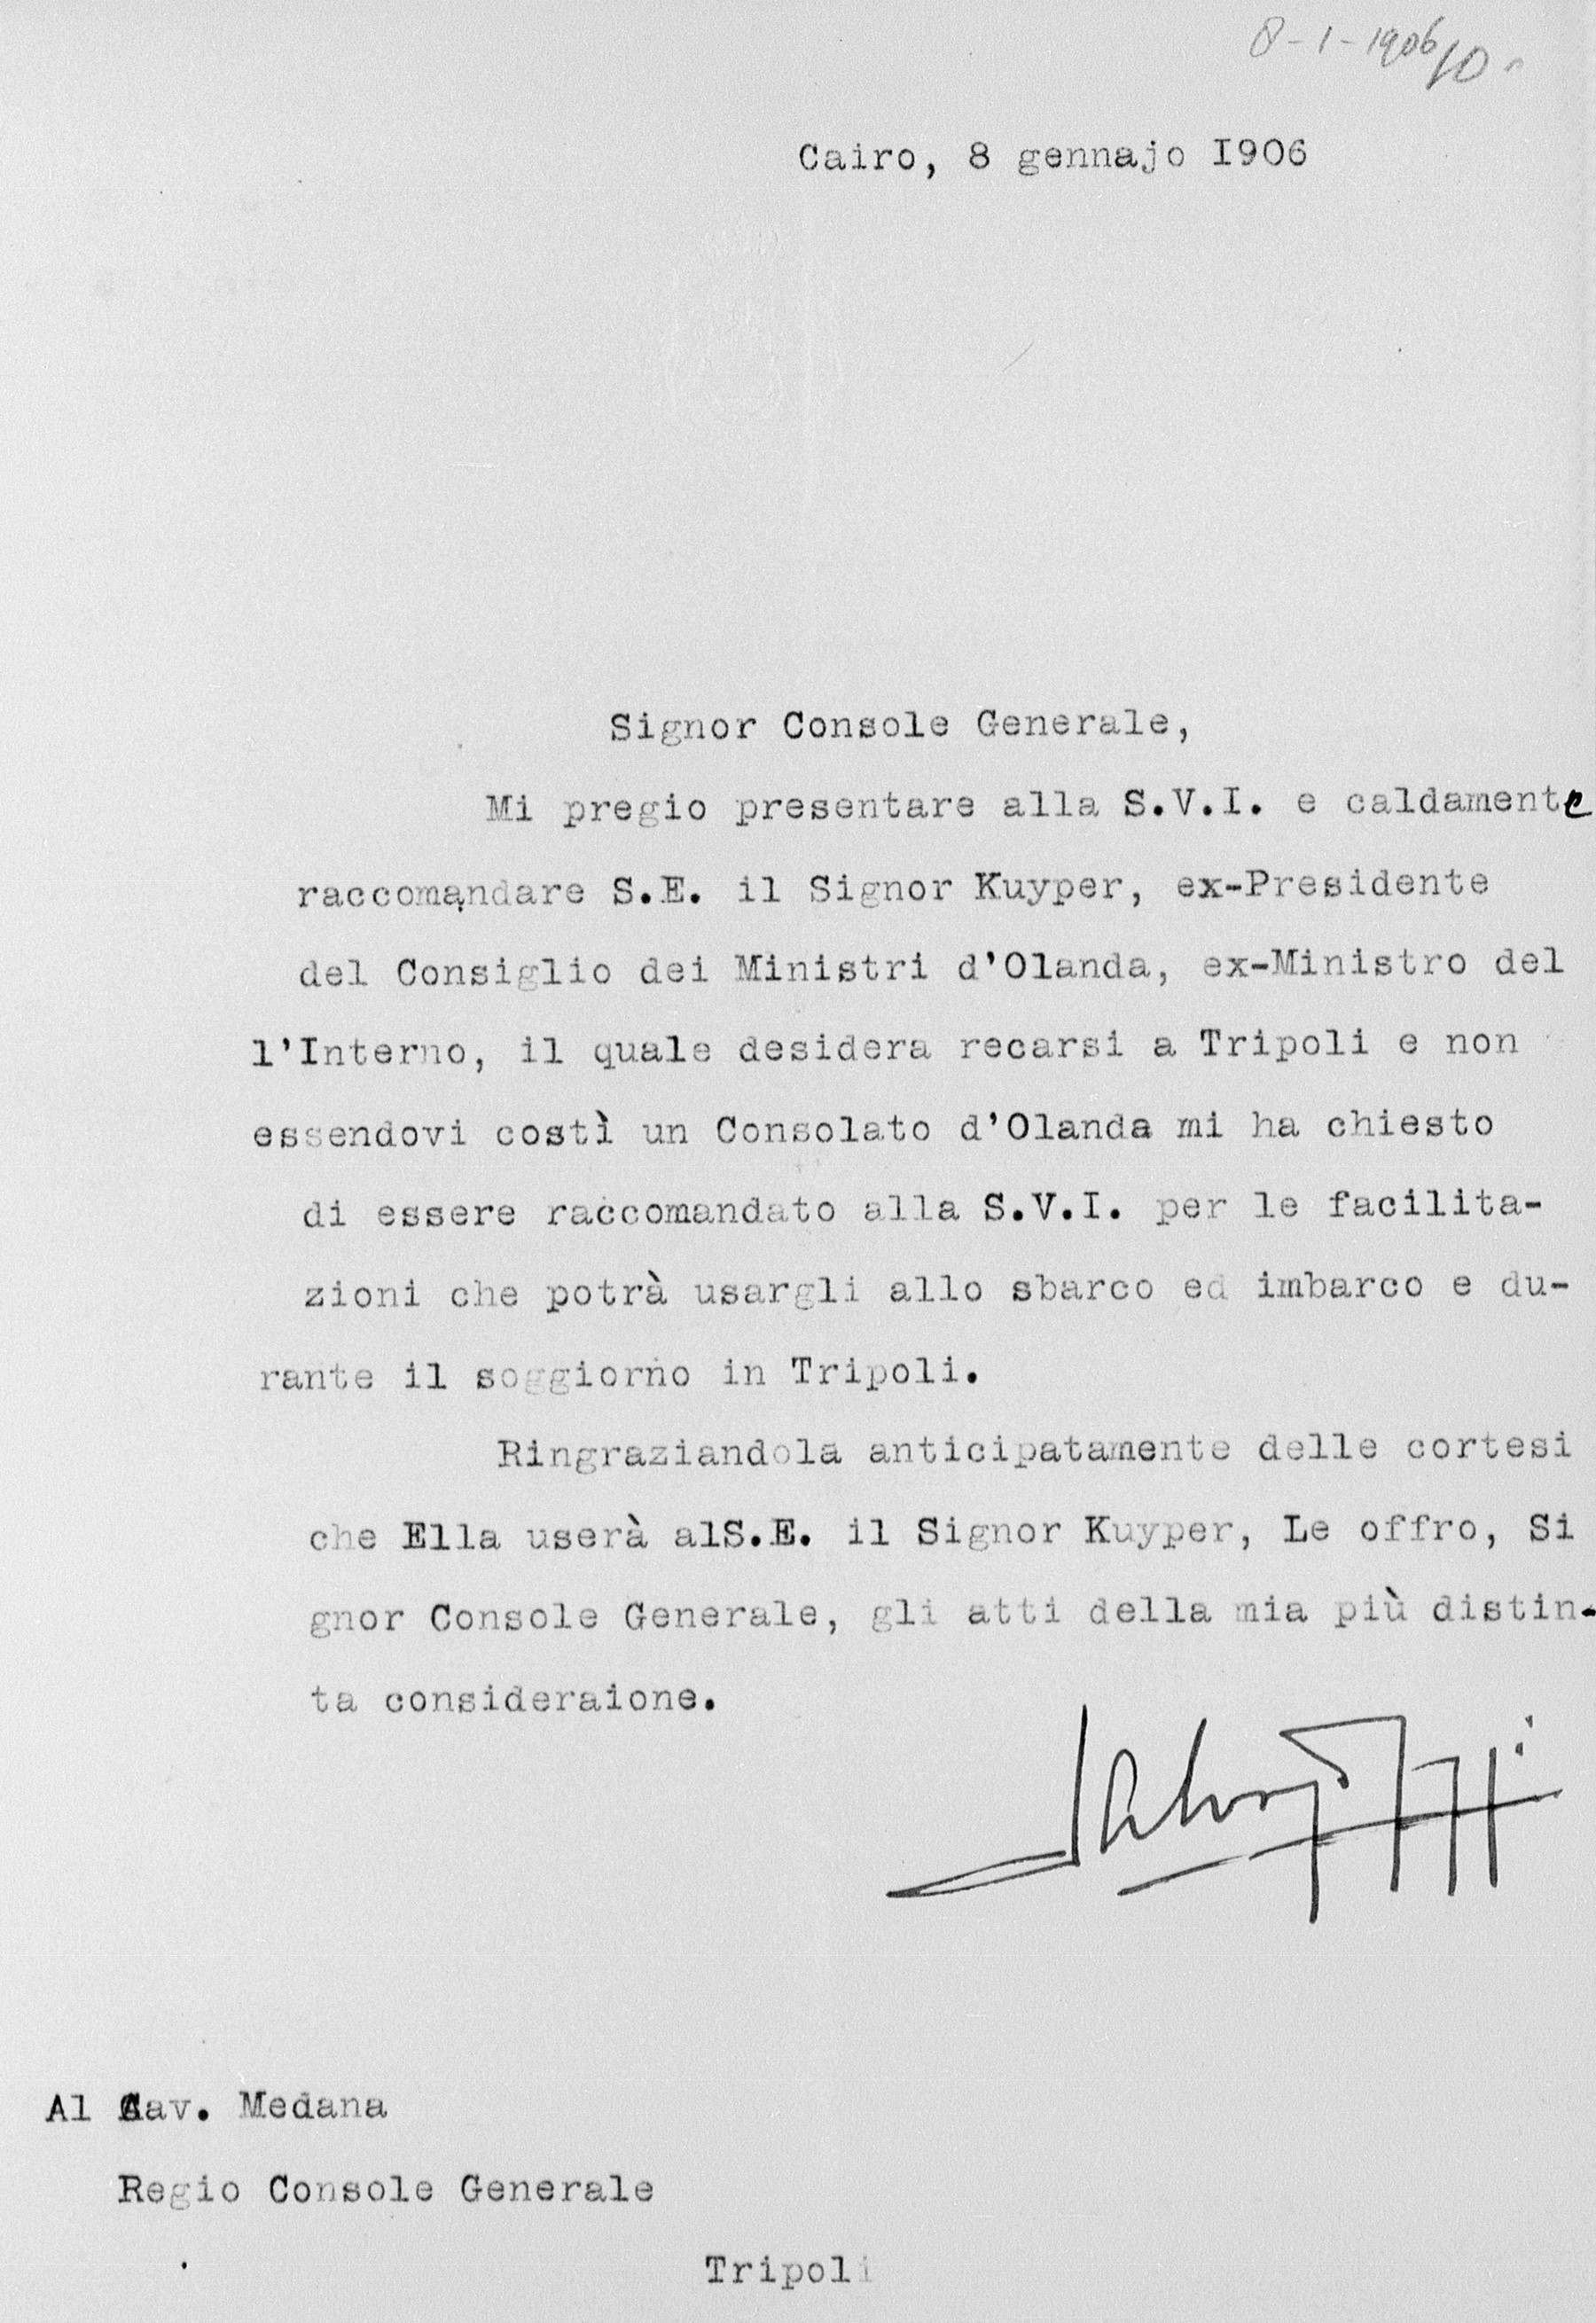 8-1-1906/10
Cairo, 8 gennajo I906
Signor Console Generale,
Mi pregio presentare alla S.V.I. e caldamente
raccomandare S.E. il Signor Kuyper, ex-Presidente
del Consiglio dei Ministri d'Olanda, ex-Ministro del
l'Interno, il quale desidera recarsi a Tripoli e non
essendovi costì un Consolato d'Olanda mi ha chiesto
di essere raccomandato alla S.V.I. per le facilita-
zioni che potrà usargli allo sbarco ed imbarco e du-
rante il soggiorno in Tripoli.
Ringraziandola anticipatamente delle cortesi
che Ella userà alS.E. il Signor Kuyper, Le offro, Si
gnor Console Generale, gli atti della mia più distin-
ta consideraione.
Al Cav. Medana
Regio Console Generale
Tripoli